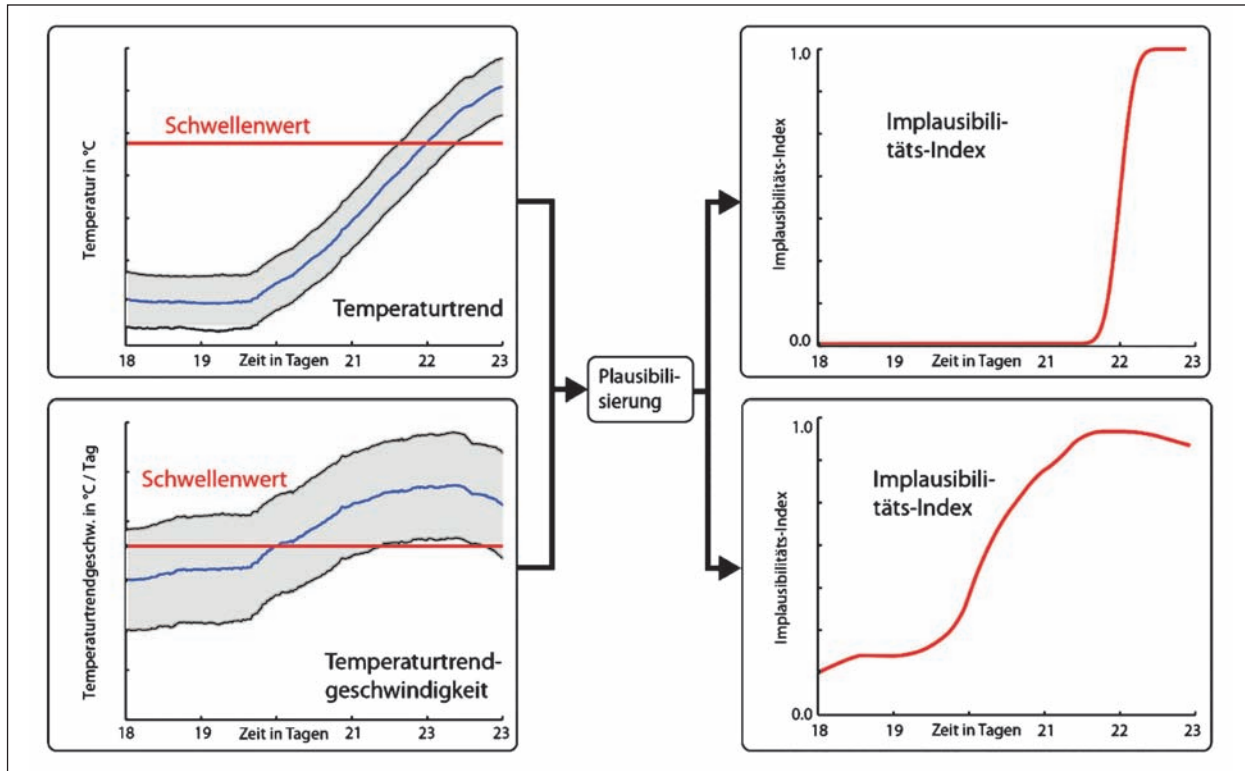 Temperatur in °C
Schwellenwert
Temperaturtrend
18 19 Zeit in Tagen 21 22 23
Temperaturtrendgeschw. in °C / Tag
Schwellenwert
Temperaturtrend-
geschwindigkeit
18 19 Zeit in Tagen 21 23 23
Plausibili-
sierung
Implausibilitäts-Index
1.0
Implausibili-
täts-Index
0.0
18 19 Zeit in Tagen 21 22 23
Implausibilitäts-Index
1.0
Implausibili-
täts-Index
0.0
18 19 Zeit in Tagen 21 22 23